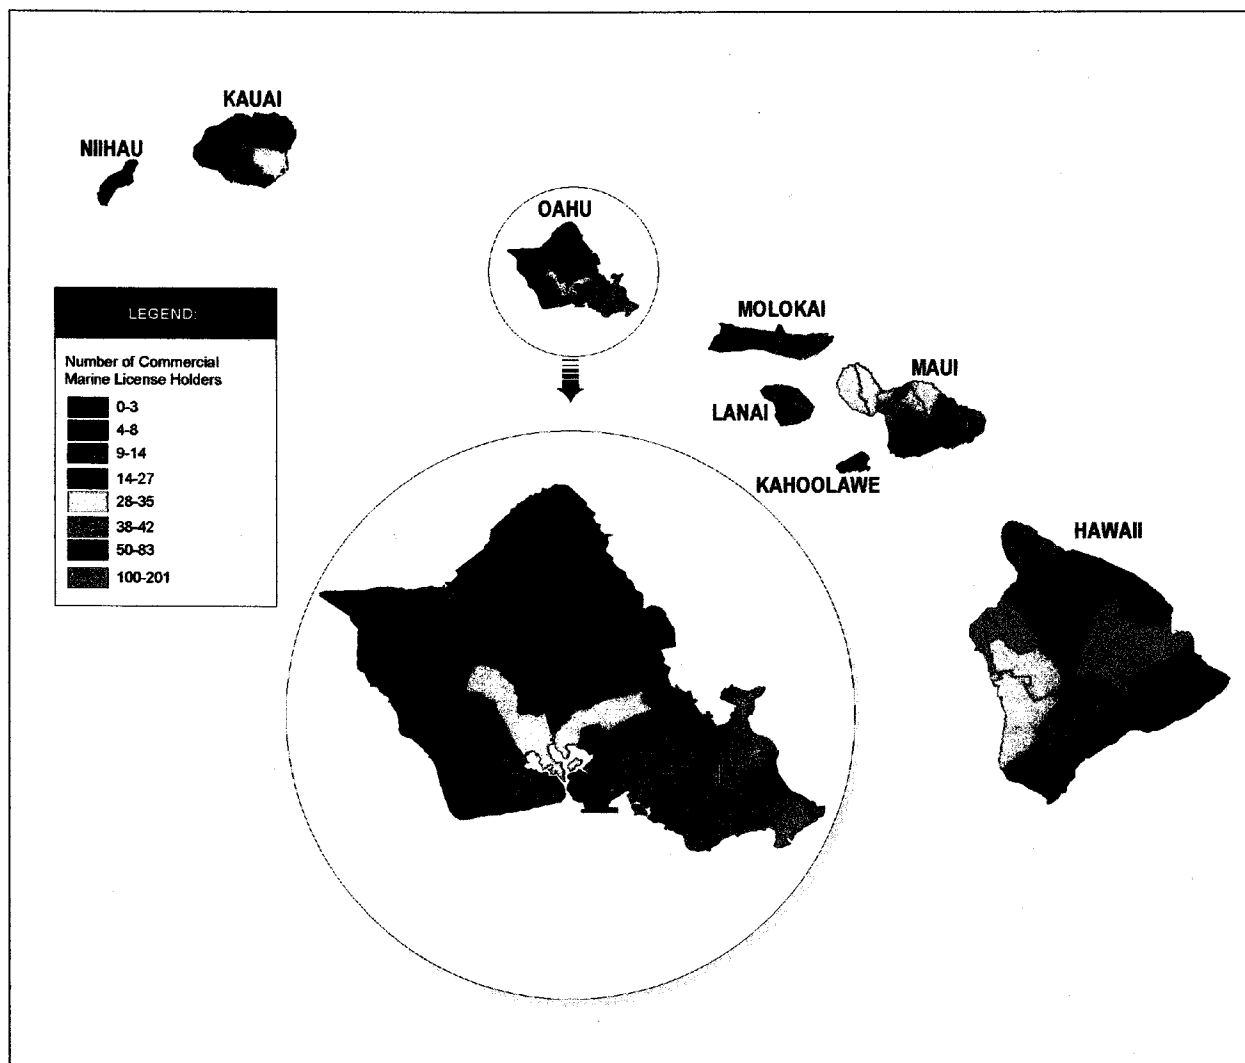 KAUAI
NIIHAU
OAHU
MOLOKAI
MAUI
LANAI
KAHOOLAWE
HAWAII
LEGEND:
Number of Commercial
Marine License Holders
0-3
4-8
9-14
14-27
28-35
38-42
50-83
100-201